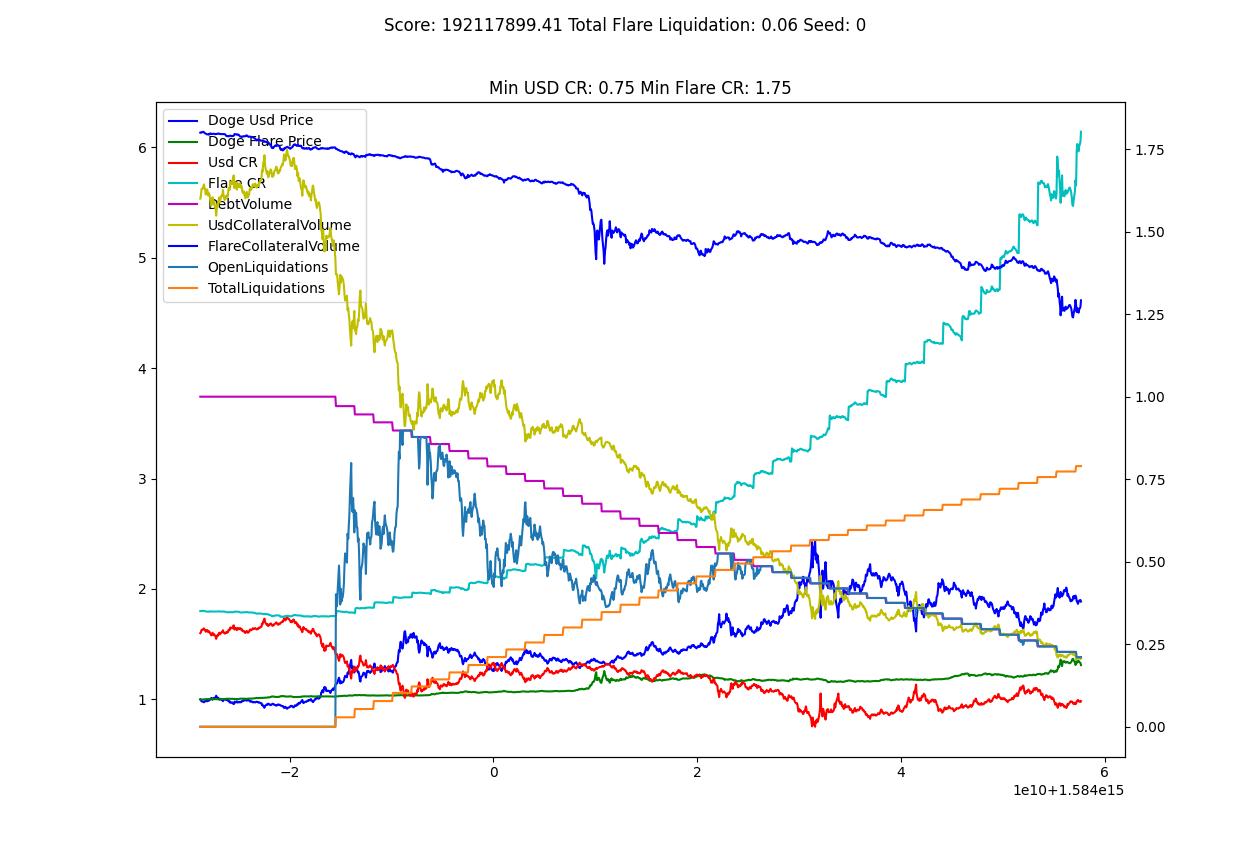 Score: 192117899.41 Total Flare Liquidation: 0.06 Seed: 0
Min USD CR: 0.75 Min Flare CR: 1.75
Doge Usd Price
Doge Flare Price
Usd CR
Flare CR
DebtVolume
UsdCollateralVolume
FlareCollateralVolume
OpenLiquidations
TotalLiquidations
6
5
4
3
2
1
1.75
1.50
1.25
1.00
0.75
0.50
0.25
0.00
−2 0 2 4 6
1e10+1.584e15